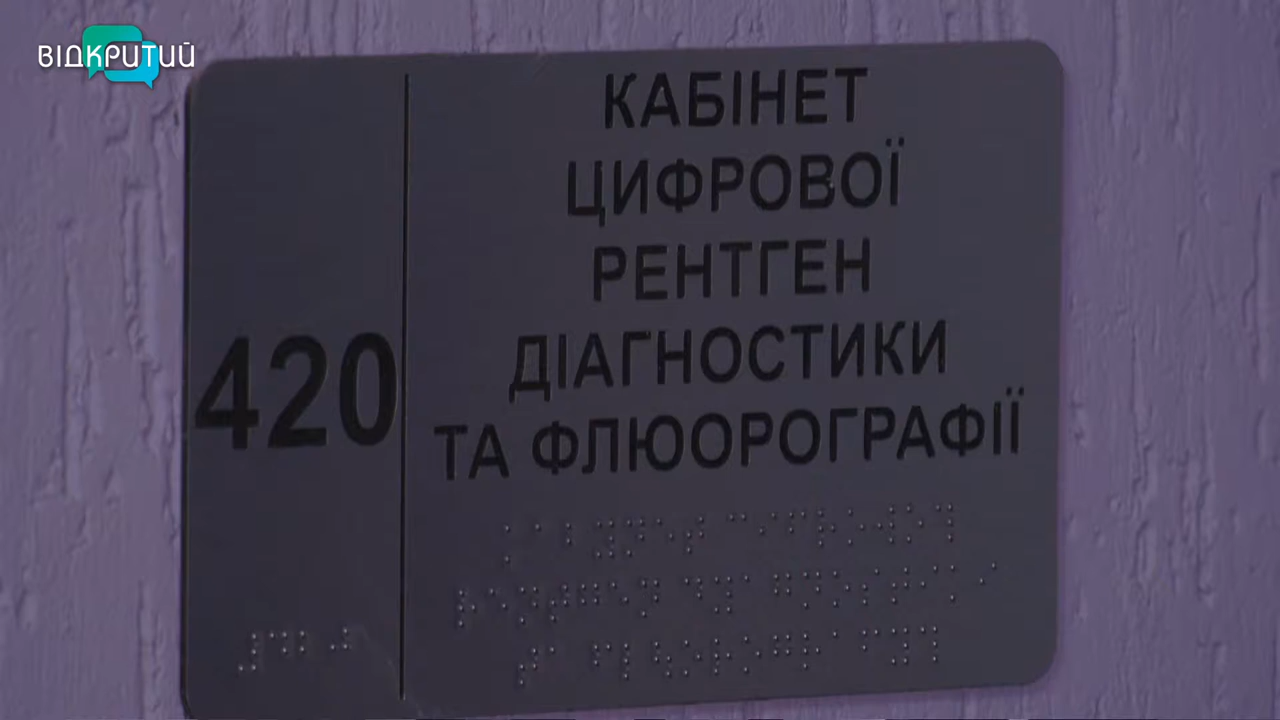 ВІДКРИТИЙ
420
КАБІНЕТ
ЦИФРОВОЇ
РЕНТГЕН
ДІАГНОСТИКИ
ТА ФЛЮОРОГРАФІЇ